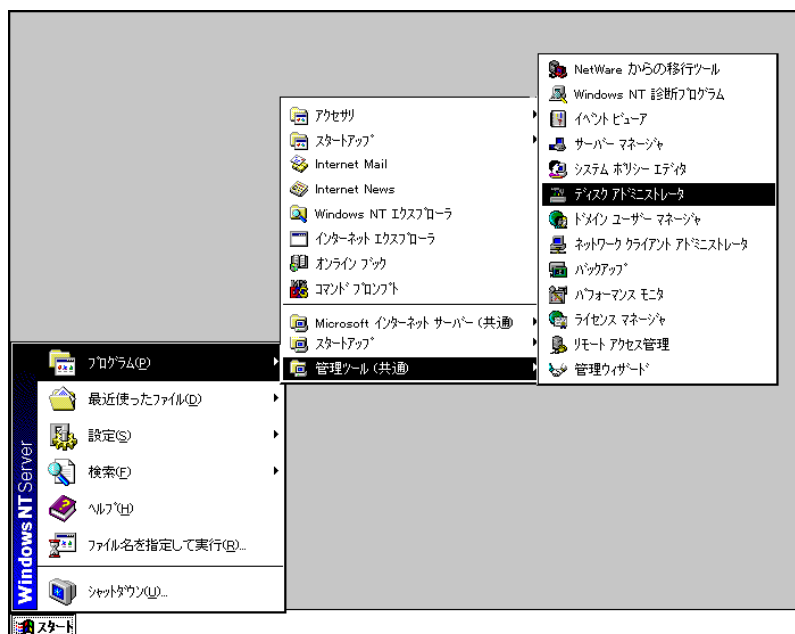 NetWare からの移行ツール
Windows NT 診断プログラム
イベント ビューア
サーバー マネージャ
システム ポリシー エディタ
ディスク アドミニストレータ
ドメイン ユーザー マネージャ
ネットワーク クライアント アドミニストレータ
バックアップ
パフォーマンス モニタ
ライセンス マネージャ
リモート アクセス管理
管理ウィザード
アクセサリ
スタートアップ
Internet Mail
Internet News
Windows NT エクスプローラ
インターネット エクスプローラ
オンライン ブック
コマンド プロンプト
Microsoft インターネット サーバー (共通)
スタートアップ
管理ツール (共通)
プログラム(P)
最近使ったファイル(D)
設定(S)
検索(F)
ヘルプ(H)
ファイル名を指定して実行(R)...
シャットダウン(U)...
Windows NT Server
スタート